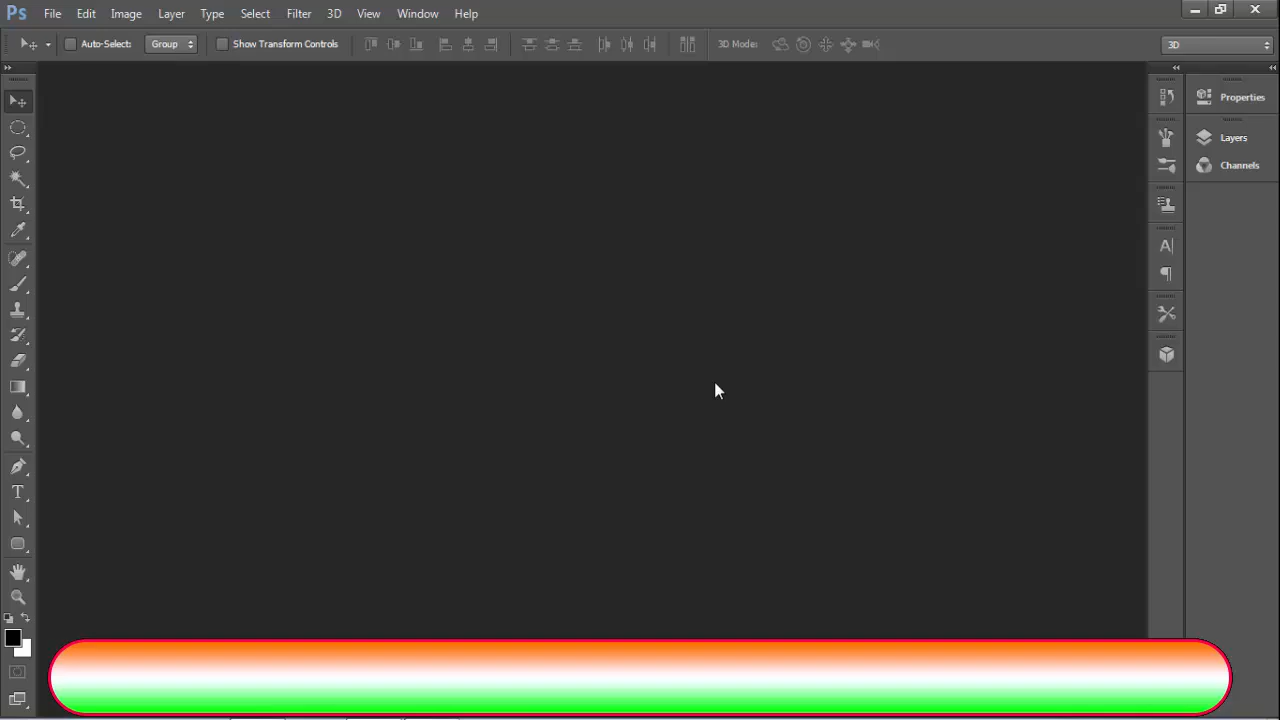 Ps File Edit Image Layer Type Select Filter 3D View Window Help
Auto-Select: Group Show Transform Controls 3D Mode: 3D
Properties
Layers
Channels